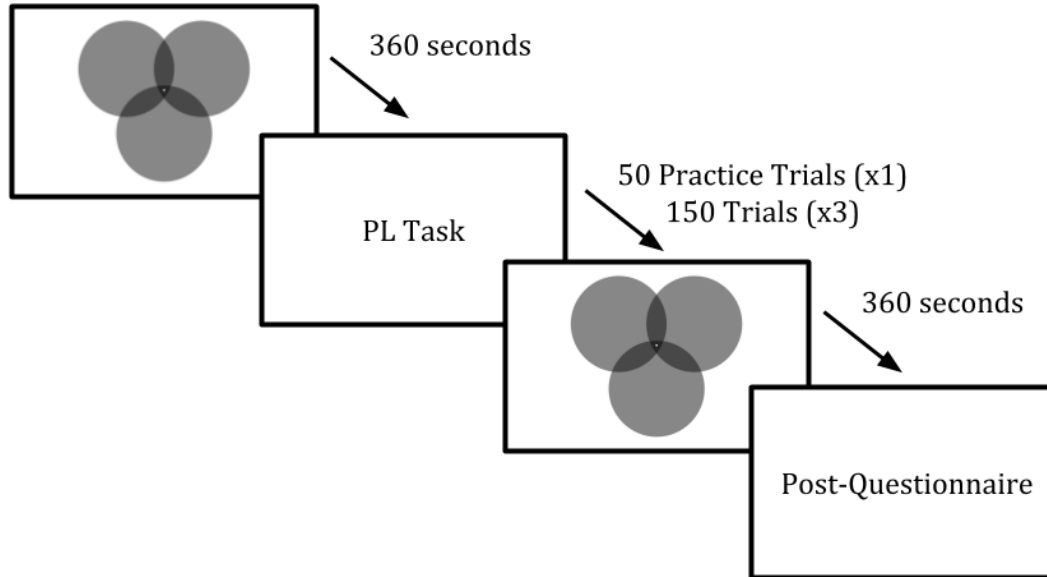 360 seconds
PL Task
50 Practice Trials (x1)
150 Trials (x3)
360 seconds
Post-Questionnaire